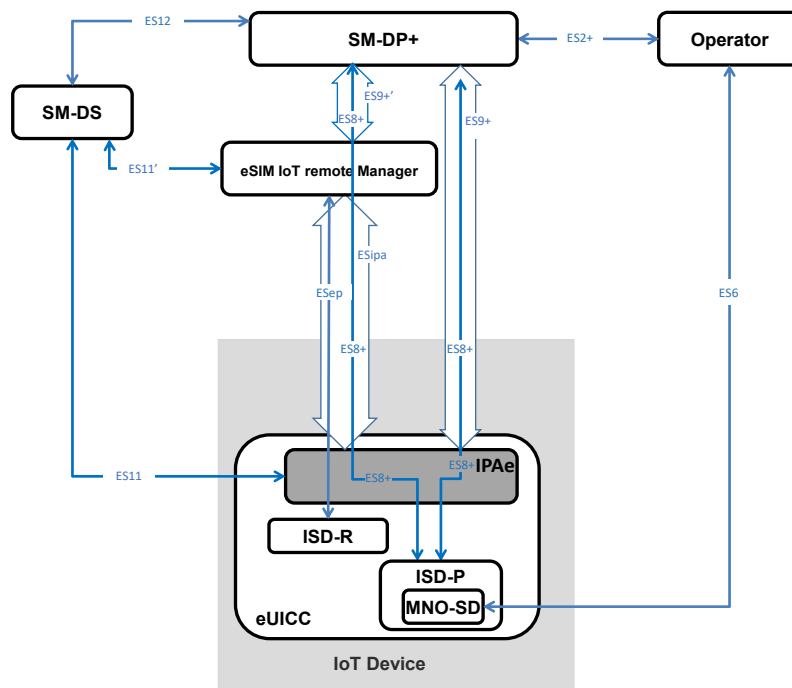 ES12
SM-DP+
ES2+
Operator
SM-DS
ES9+’
ES8+
ES9+
ES11’
eSIM IoT remote Manager
ESipa
ESep
ES6
ES8+
ES8+
ES11
ES8+
ES8+
IPAe
ISD-R
ISD-P
MNO-SD
eUICC
IoT Device